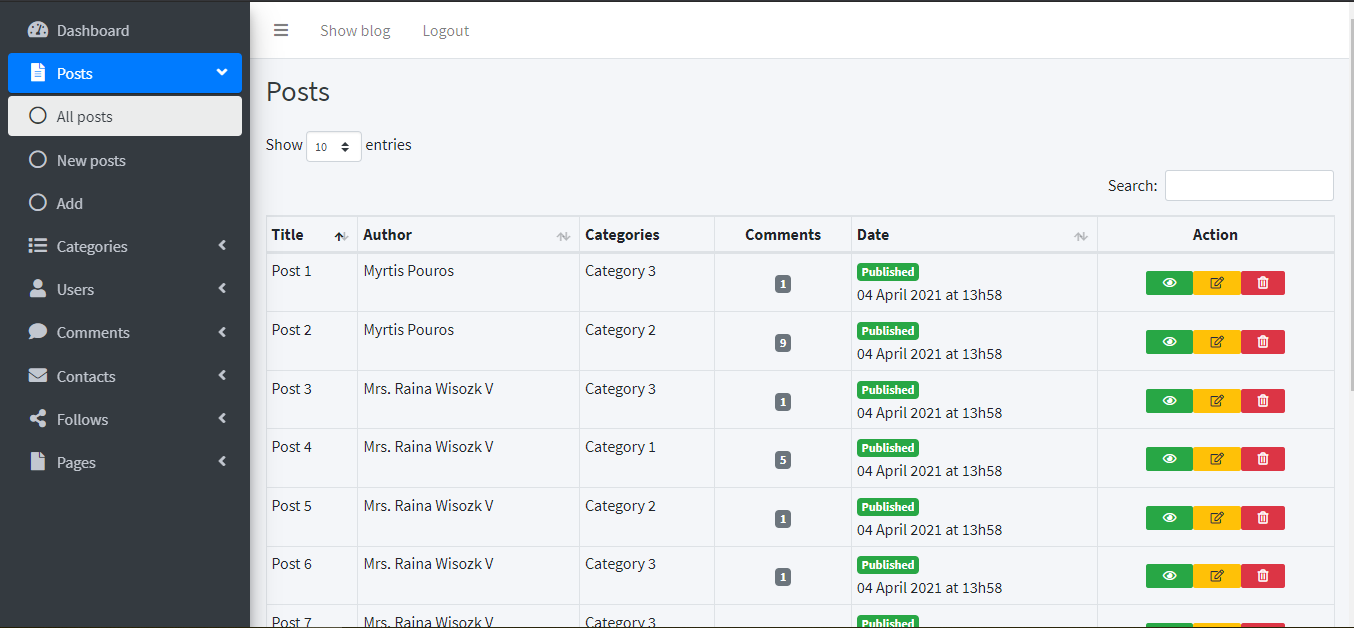 Dashboard
Posts
All posts
New posts
Add
Categories
Users
Comments
Contacts
Follows
Pages
Show blog Logout
Posts
Show 10 entries
Search:
Title Author Categories Comments Date Action
Post 1 Myrtis Pouros Category 3 1 Published
04 April 2021 at 13h58
Post 2 Myrtis Pouros Category 2 9 Published
04 April 2021 at 13h58
Post 3 Mrs. Raina Wisozk V Category 3 1 Published
04 April 2021 at 13h58
Post 4 Mrs. Raina Wisozk V Category 1 5 Published
04 April 2021 at 13h58
Post 5 Mrs. Raina Wisozk V Category 2 1 Published
04 April 2021 at 13h58
Post 6 Mrs. Raina Wisozk V Category 3 1 Published
04 April 2021 at 13h58
Post 7 Mrs. Raina Wisozk V Category 3 Published